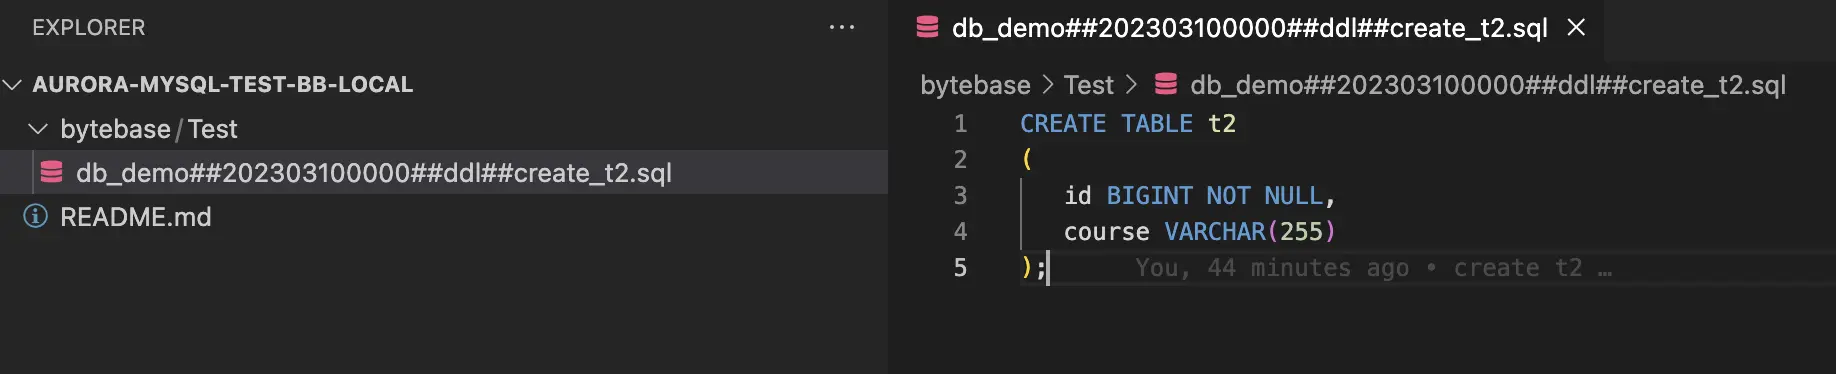 EXPLORER ···
AURORA-MYSQL-TEST-BB-LOCAL
bytebase / Test
db_demo##202303100000##ddl##create_t2.sql
README.md
db_demo##202303100000##ddl##create_t2.sql
bytebase > Test > db_demo##202303100000##ddl##create_t2.sql
1 CREATE TABLE t2
2 (
3 id BIGINT NOT NULL,
4 course VARCHAR(255)
5 ); You, 44 minutes ago • create t2 …